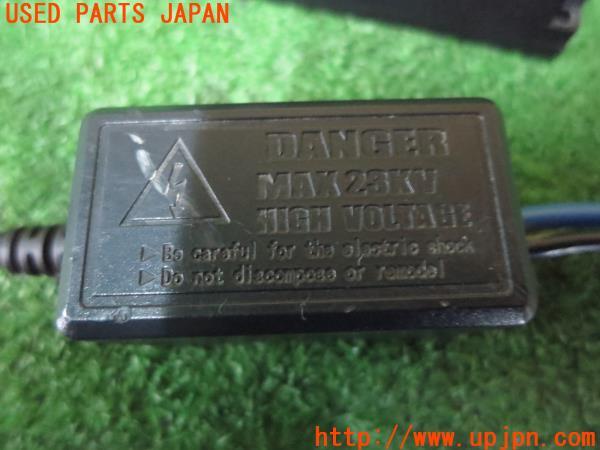 USED PARTS JAPAN
DANGER
MAX23KV
HIGH VOLTAGE
▷Be careful for the electric shock
▷Do not discompose or remodel
http://www.upjpn.com